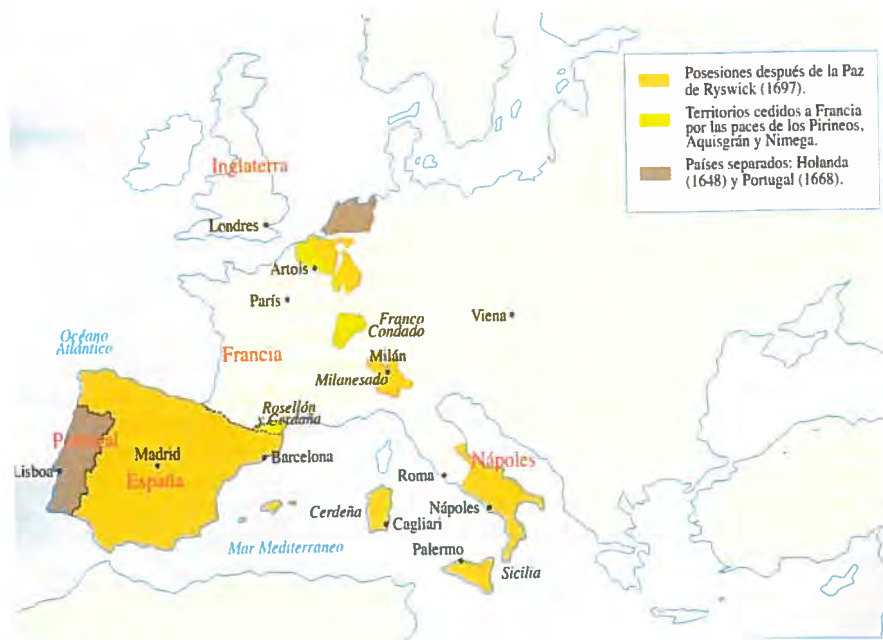 Posesiones después de la Paz
de Ryswick (1697).
Territorios cedidos a Francia
por las paces de los Pirineos,
Aquisgrán y Nimega.
Países separados: Holanda
(1648) y Portugal (1668).
Inglaterra
Londres
Artois
París
Franco
Condado
Viena
Océano
Atlántico
Francia
Milán
Milanesado
Rosellón
y Cerdaña
Portugal
Madrid
Lisboa
España
Barcelona
Roma
Nápoles
Cerdeña
Nápoles
Cagliari
Mar Mediterraneo
Palermo
Sicilia